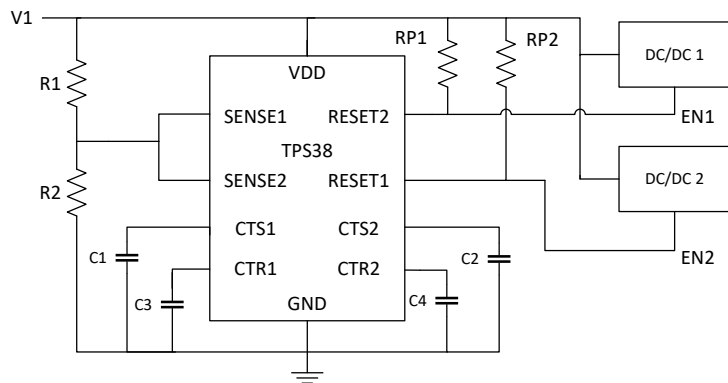 V1
RP1
RP2
R1
VDD
DC/DC 1
SENSE1
RESET2
EN1
TPS38
R2
SENSE2
RESET1
DC/DC 2
CTS1
CTS2
C1
C2
EN2
CTR1
CTR2
C3
C4
GND